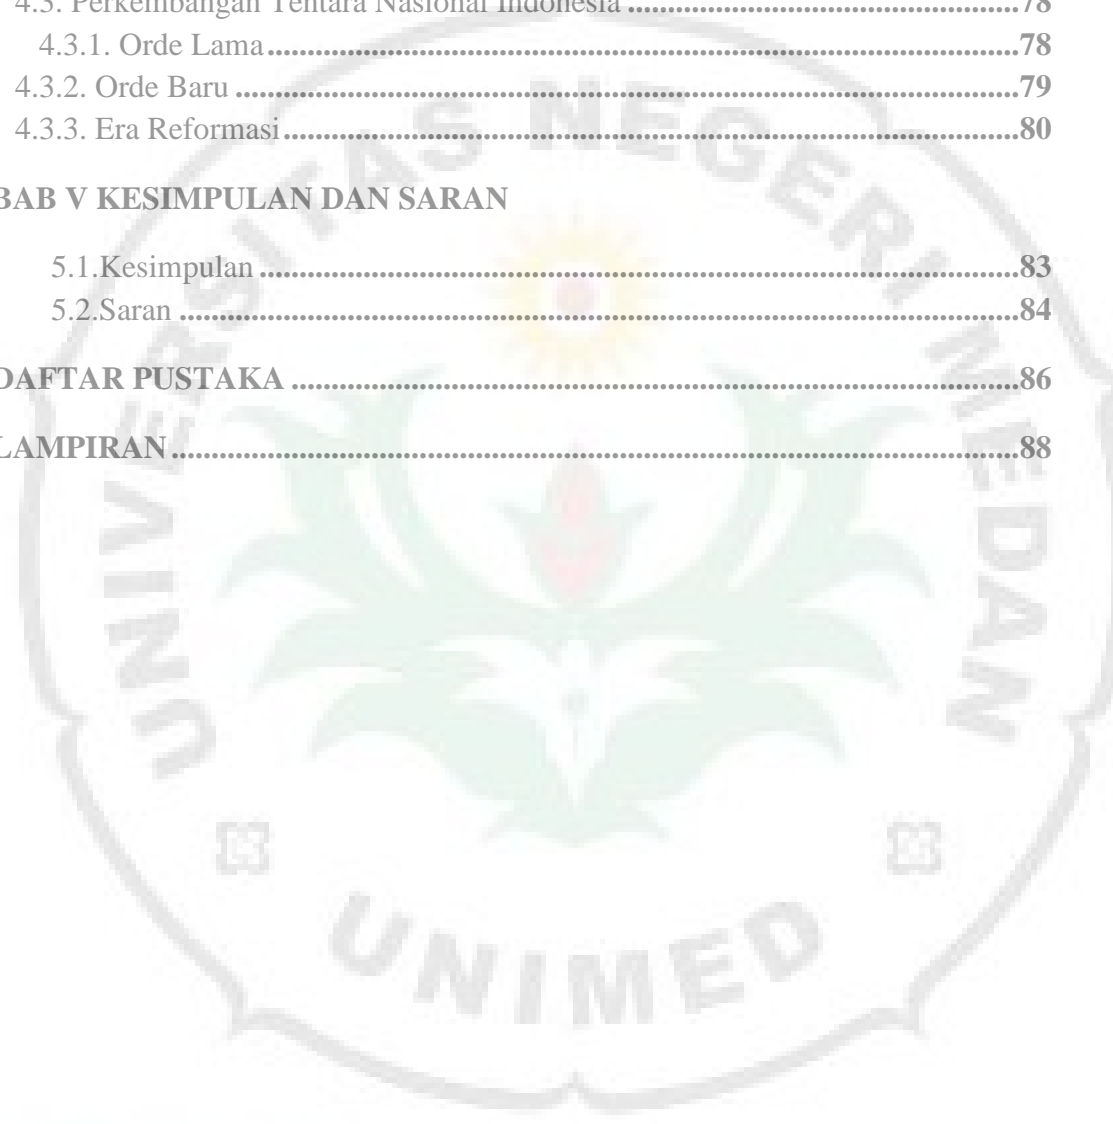 4.3. Perkembangan Tentara Nasional Indonesia ..................................................78
4.3.1. Orde Lama ...............................................................................................78
4.3.2. Orde Baru ...................................................................................................79
4.3.3. Era Reformasi .............................................................................................80
BAB V KESIMPULAN DAN SARAN
5.1.Kesimpulan ................................................................................................83
5.2.Saran ..........................................................................................................84
DAFTAR PUSTAKA ............................................................................................86
LAMPIRAN ...........................................................................................................88
UNIVERSITAS NEGERI MEDAN
UNIMED